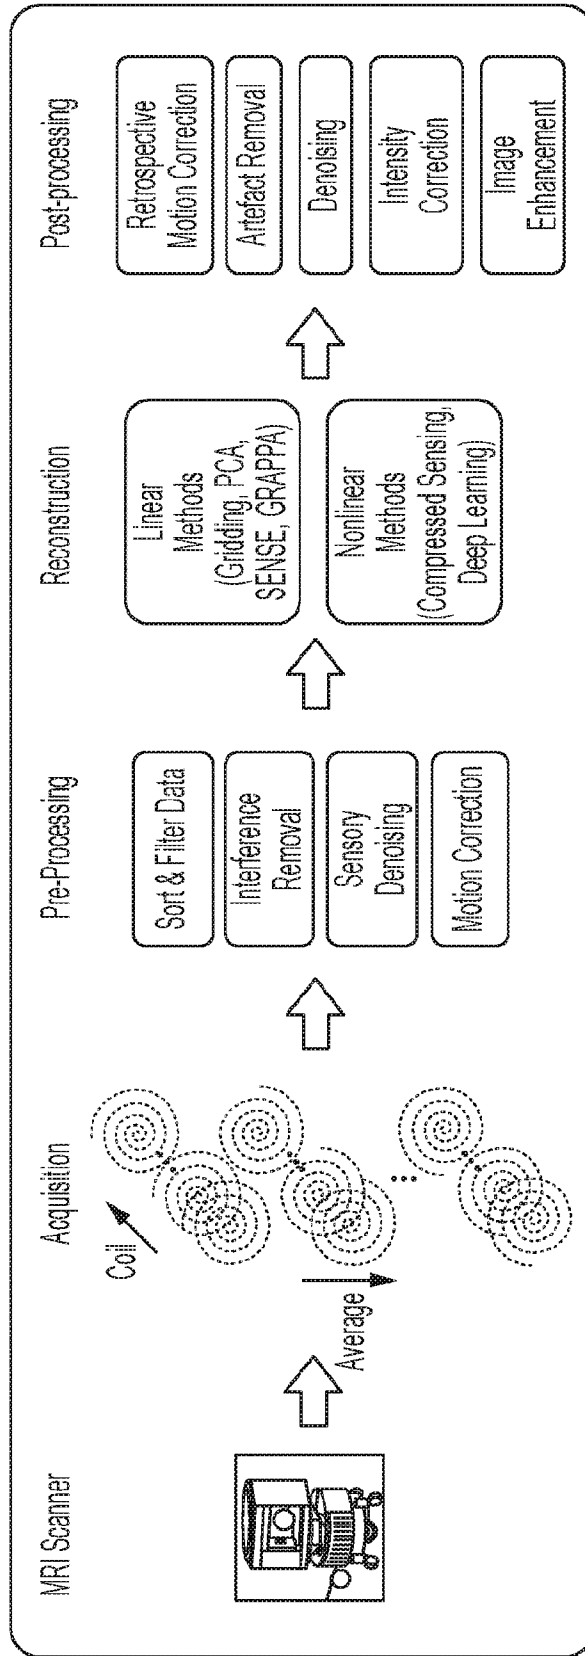 MRI Scanner
Acquisition
Coil
Average
Pre-Processing
Sort & Filter Data
Interference
Removal
Sensory
Denoising
Motion Correction
Reconstruction
Linear
Methods
(Gridding, PCA,
SENSE, GRAPPA)
Nonlinear
Methods
(Compressed Sensing,
Deep Learning)
Post-processing
Retrospective
Motion Correction
Artefact Removal
Denoising
Intensity
Correction
Image
Enhancement